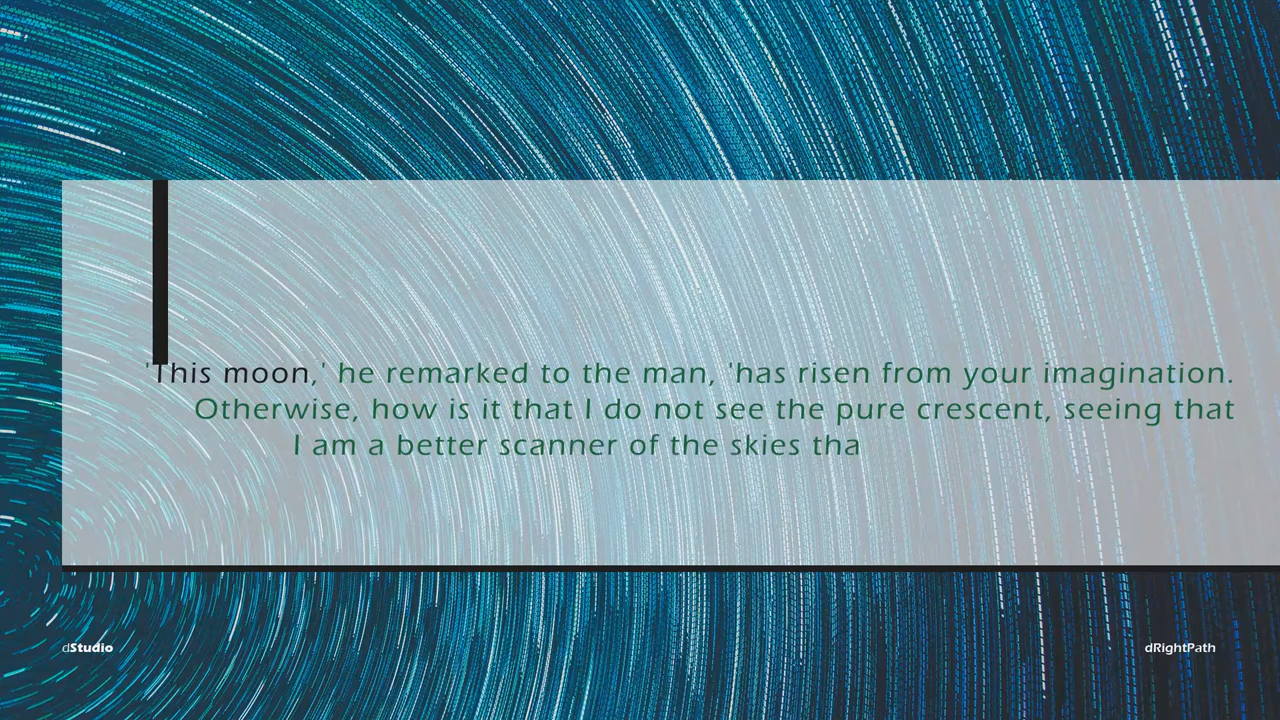 'This moon,' he remarked to the man, 'has risen from your imagination.
Otherwise, how is it that I do not see the pure crescent, seeing that
I am a better scanner of the skies tha
dStudio
dRightPath